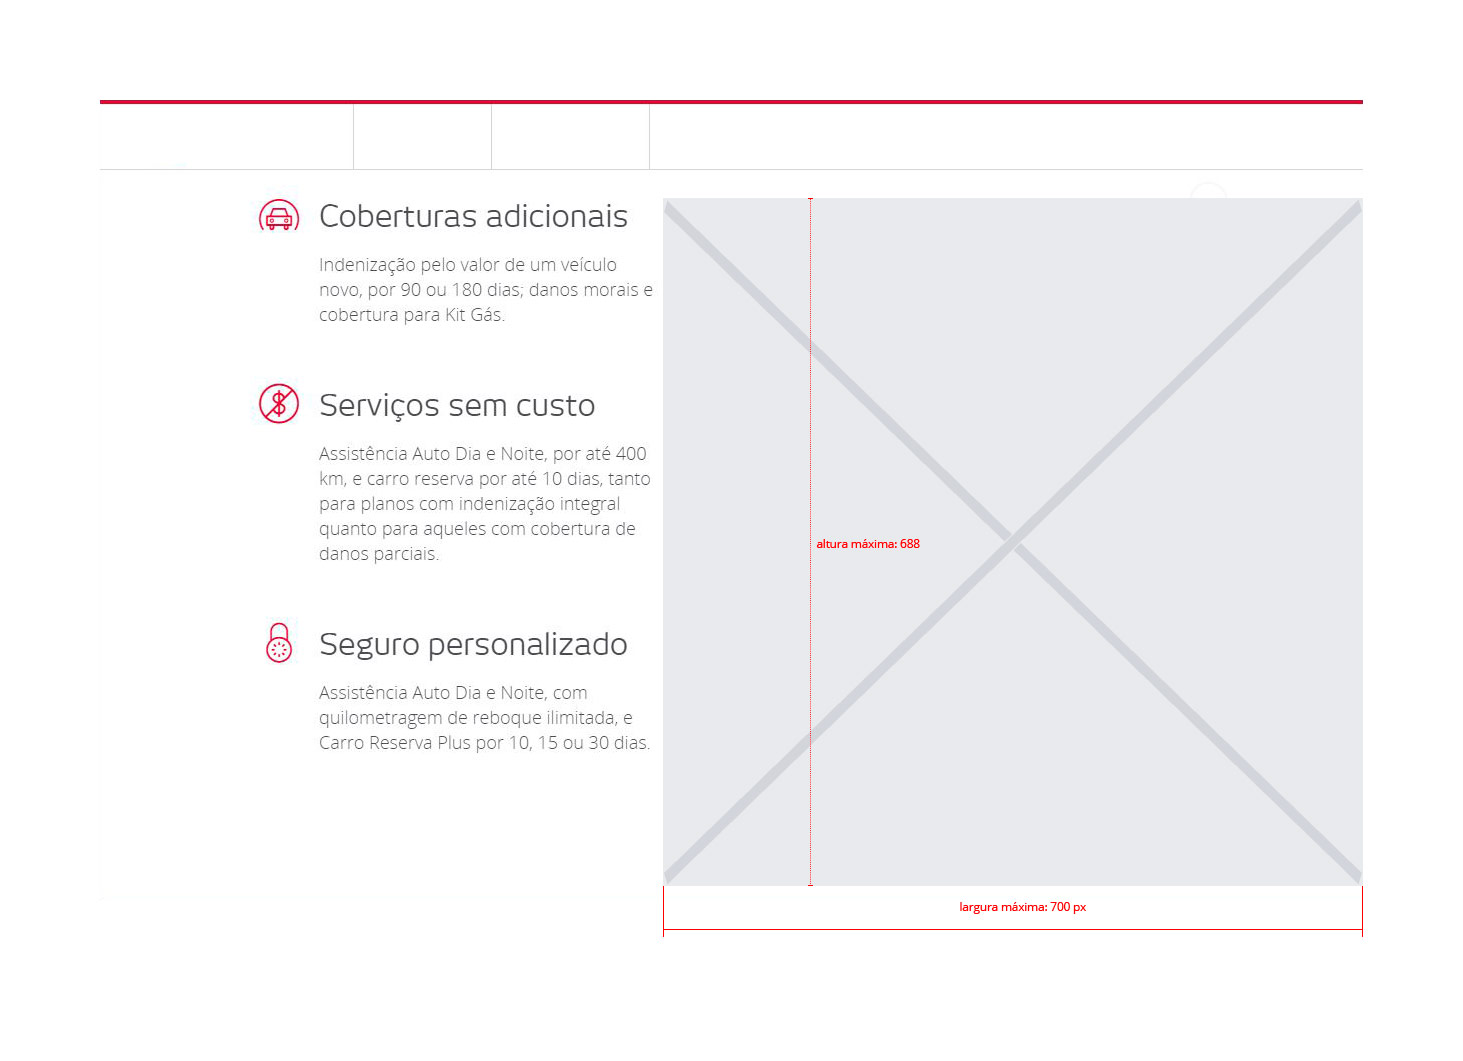 Coberturas adicionais
Indenização pelo valor de um veículo
novo, por 90 ou 180 dias; danos morais e
cobertura para Kit Gás.
Serviços sem custo
Assistência Auto Dia e Noite, por até 400
km, e carro reserva por até 10 dias, tanto
para planos com indenização integral
quanto para aqueles com cobertura de
danos parciais.
Seguro personalizado
Assistência Auto Dia e Noite, com
quilometragem de reboque ilimitada, e
Carro Reserva Plus por 10, 15 ou 30 dias.
altura máxima: 688
largura máxima: 700 px